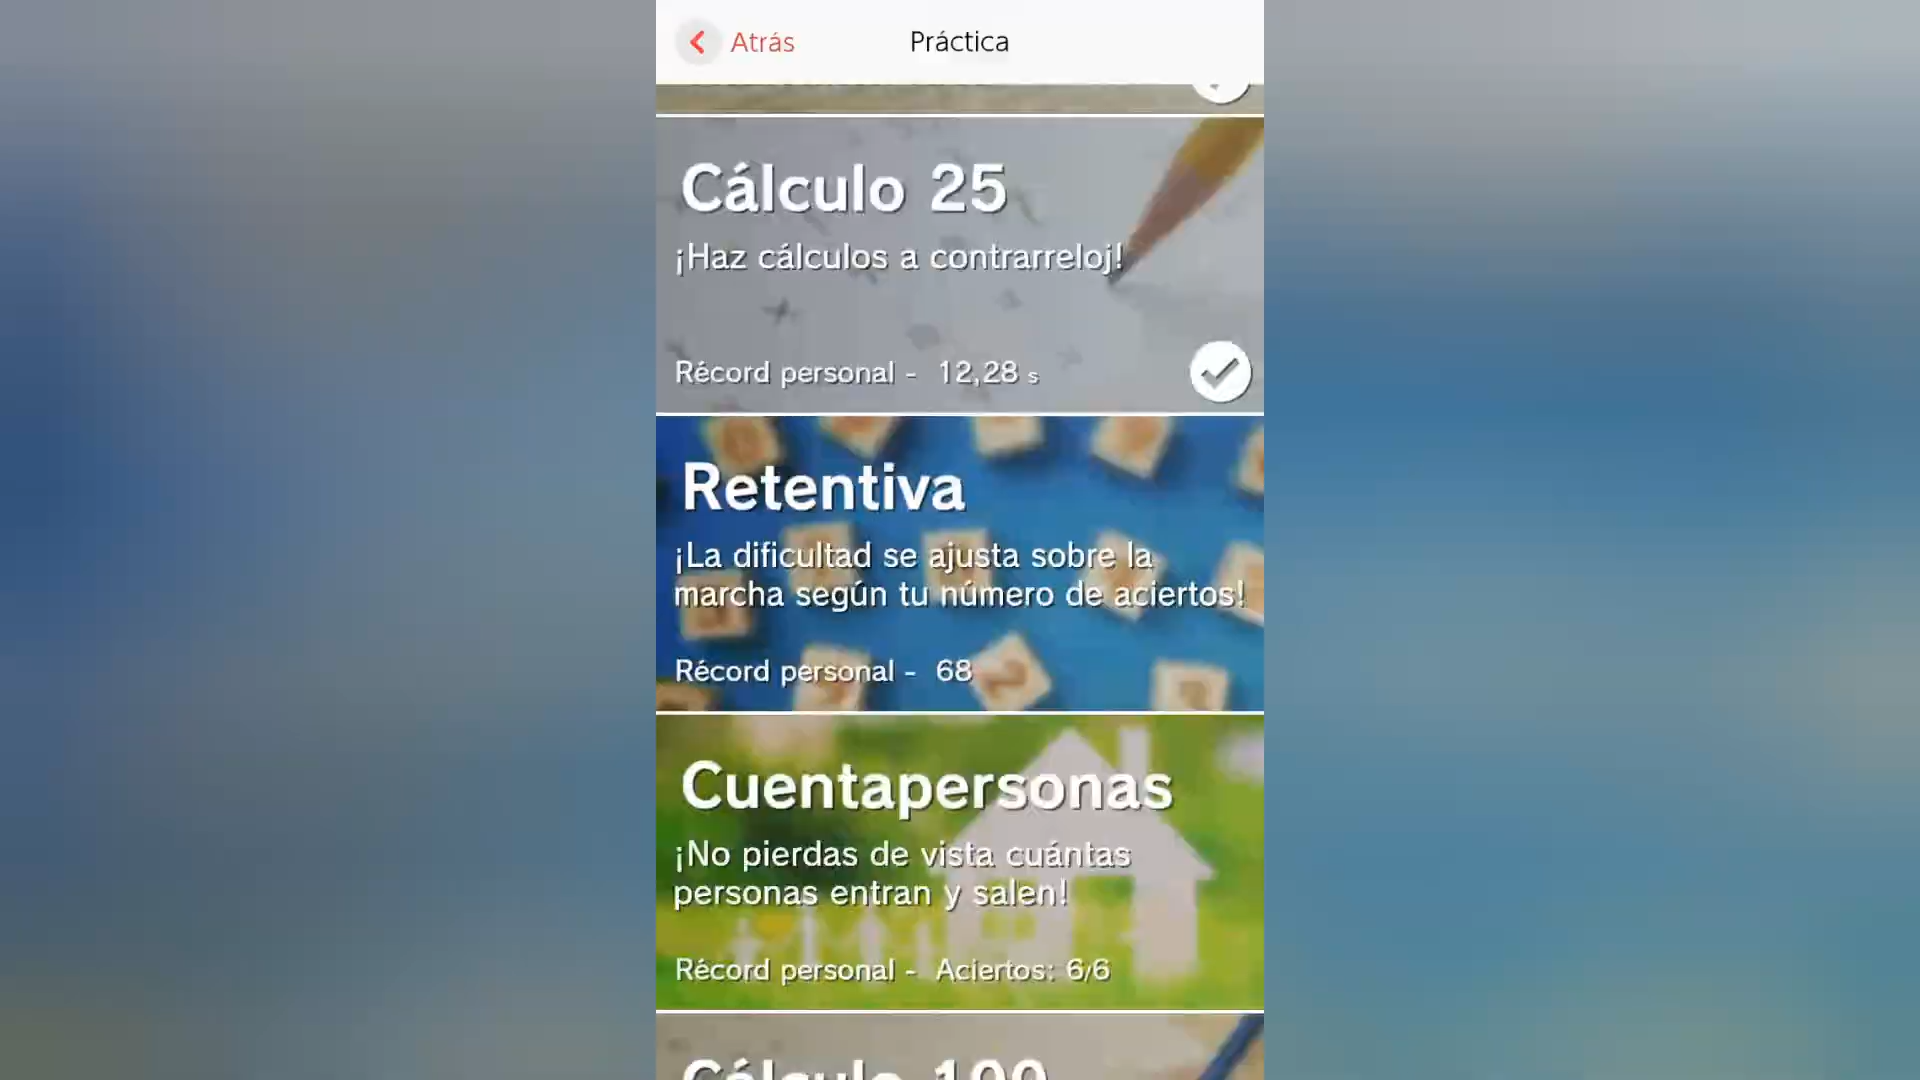 Atrás
Práctica
Cálculo 25
¡Haz cálculos a contrarreloj!
Récord personal - 12,28 s
Retentiva
¡La dificultad se ajusta sobre la
marcha según tu número de aciertos!
Récord personal - 68
Cuentapersonas
¡No pierdas de vista cuántas
personas entran y salen!
Récord personal - Aciertos: 6/6
Cálculo 100